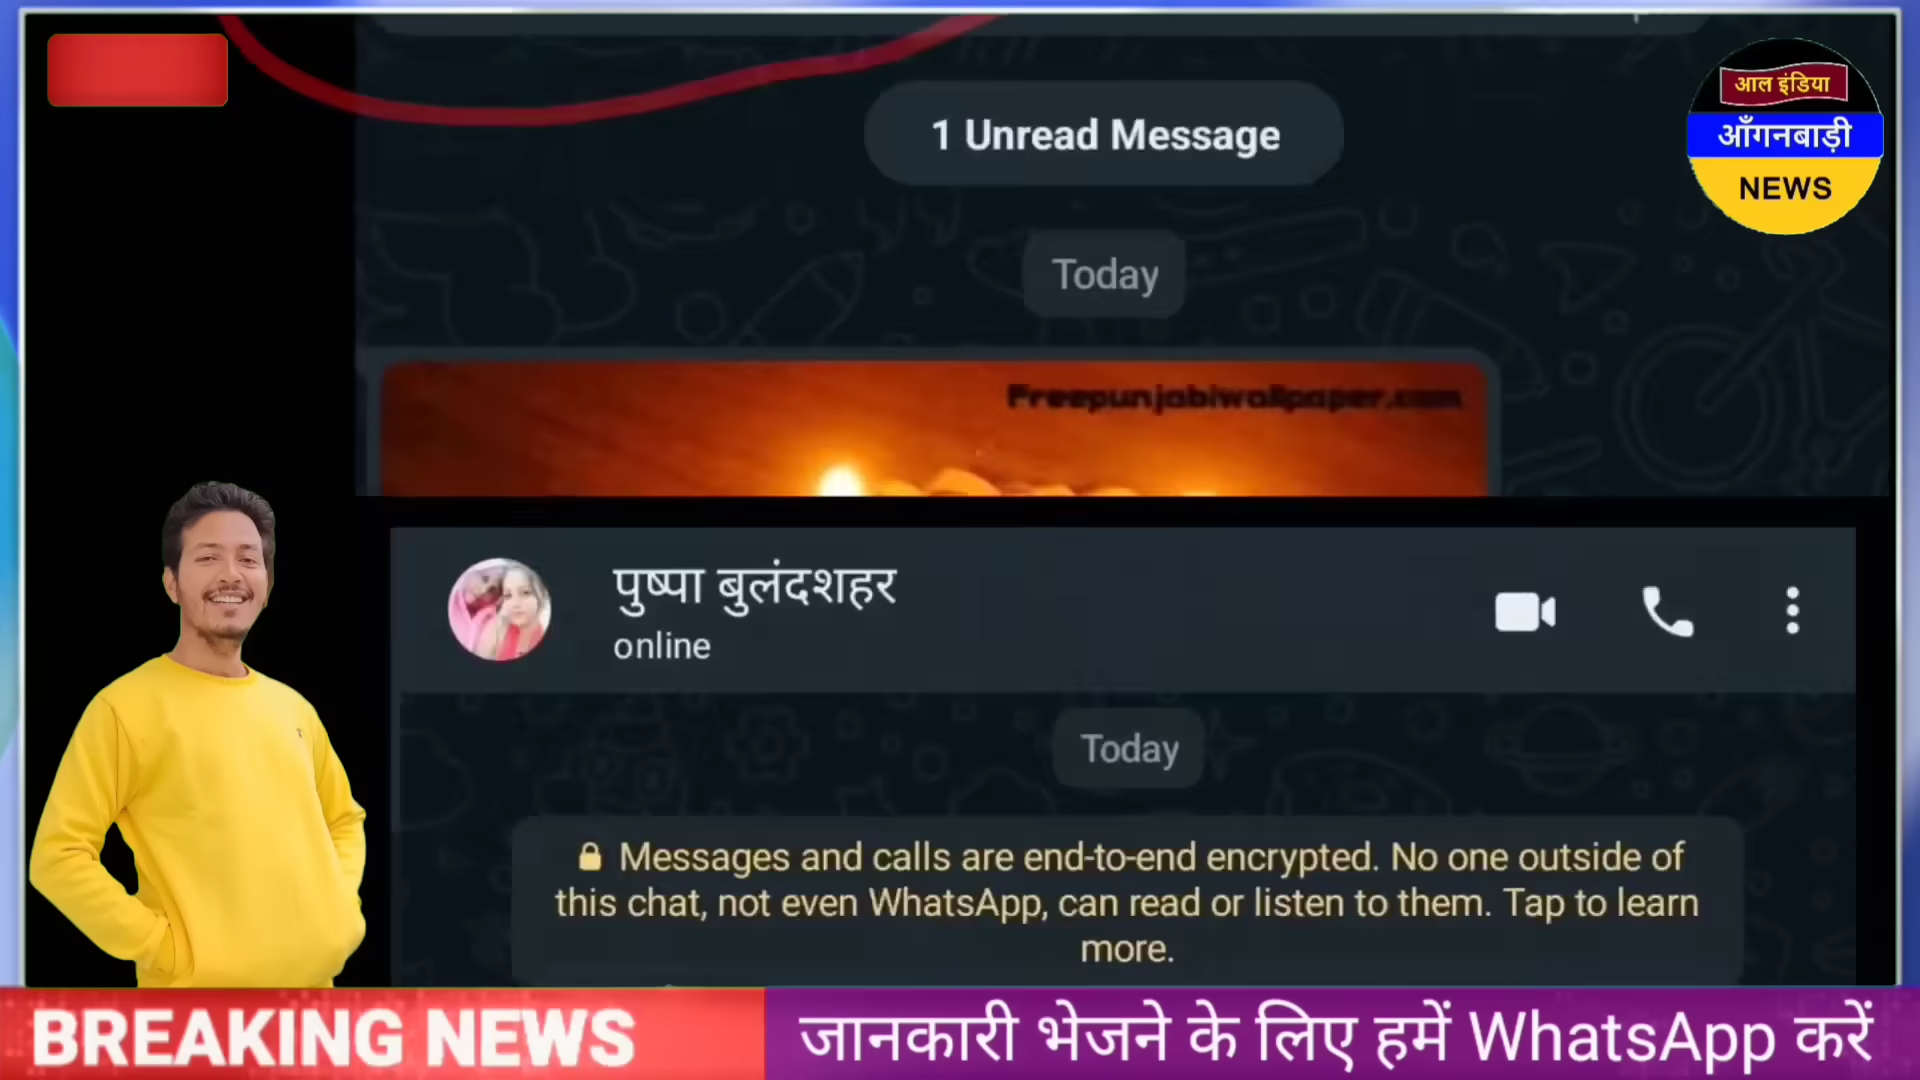 1 Unread Message
आल इंडिया
आँगनबाड़ी
NEWS
Today
Freepunjabiwallpaper.com
पुष्पा बुलंदशहर
online
Today
Messages and calls are end-to-end encrypted. No one outside of
this chat, not even WhatsApp, can read or listen to them. Tap to learn
more.
BREAKING NEWS
जानकारी भेजने के लिए हमें WhatsApp करें